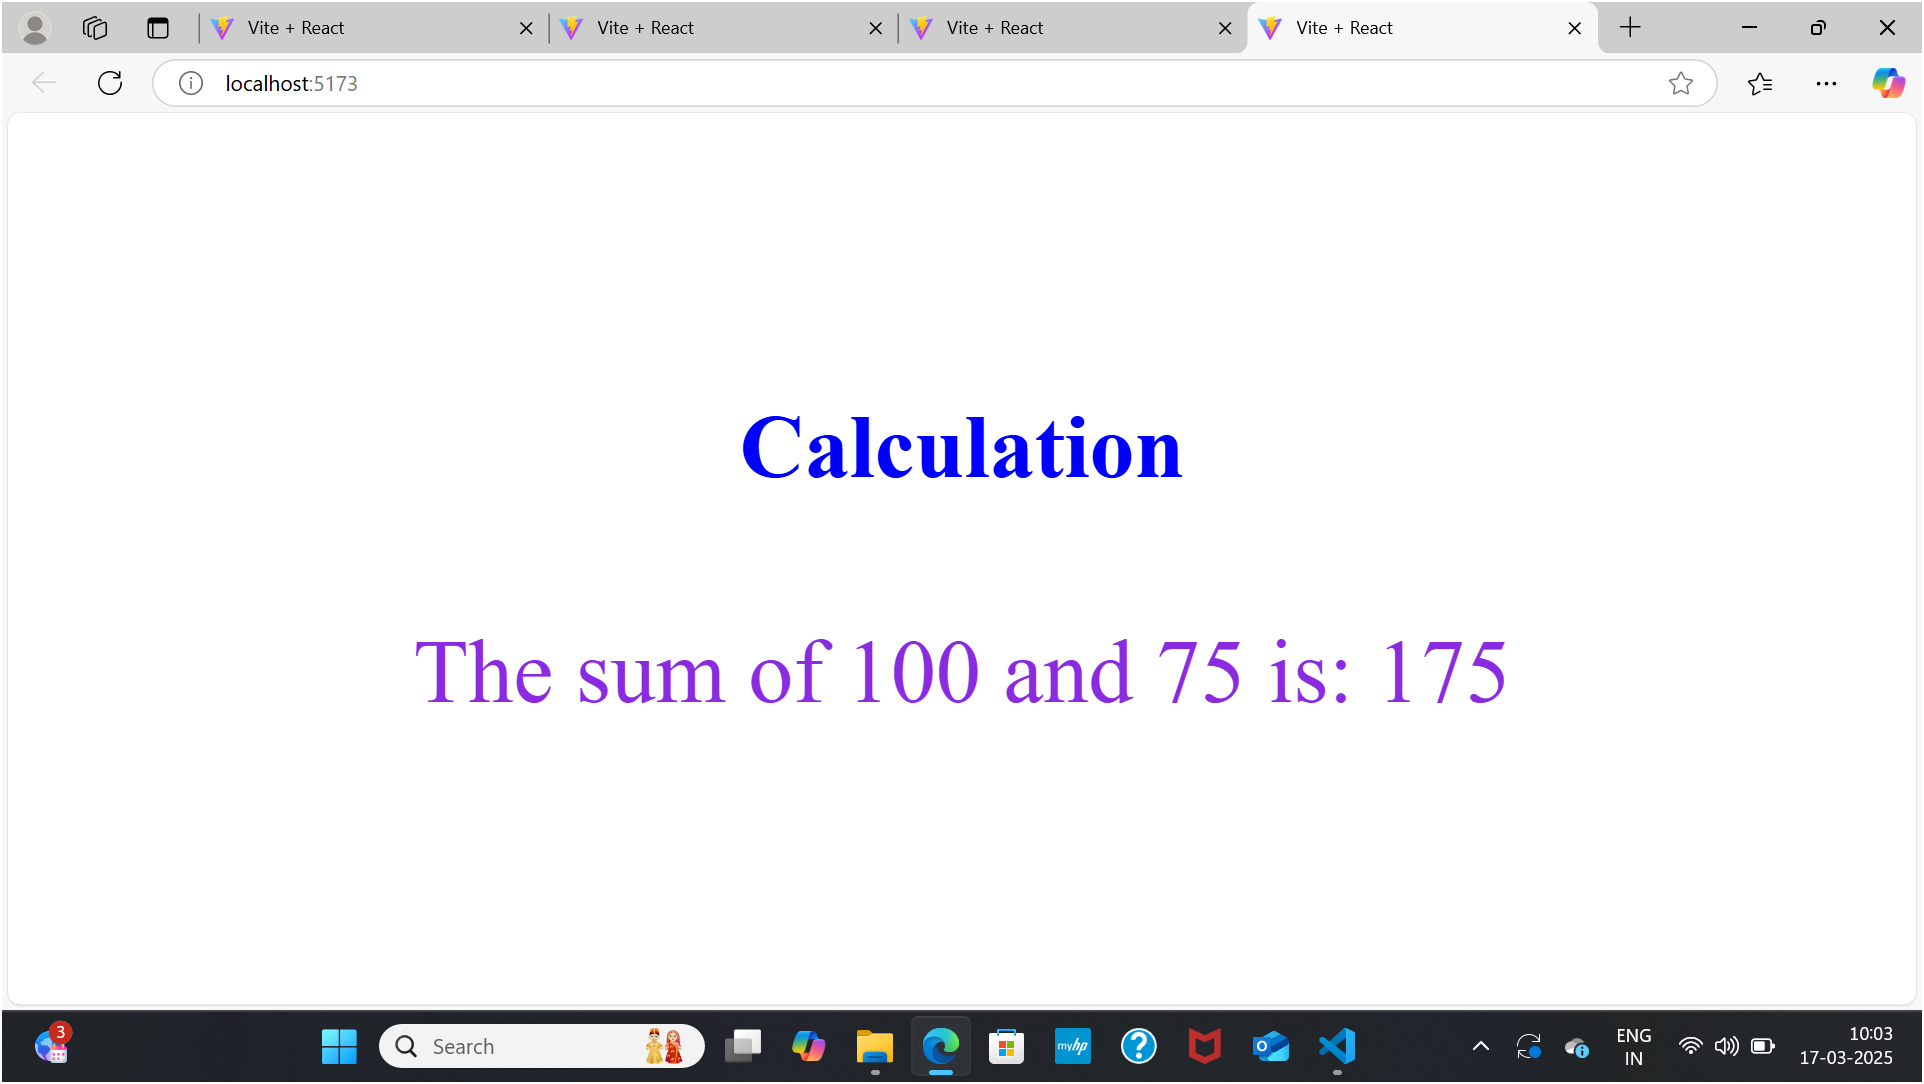 Vite + React
Vite + React
Vite + React
Vite + React
localhost:5173
Calculation
The sum of 100 and 75 is: 175
3
Search
myhp
?
O
ENG
IN
10:03
17-03-2025